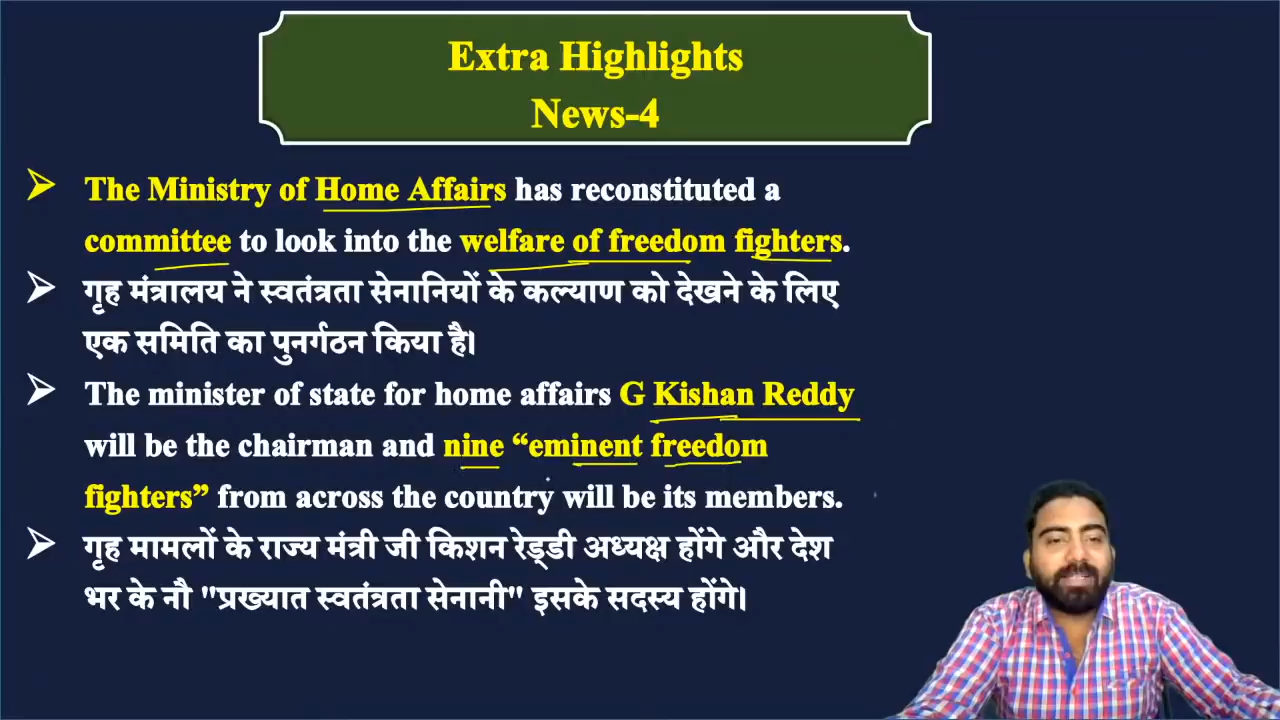 Extra Highlights
News-4
The Ministry of Home Affairs has reconstituted a
committee to look into the welfare of freedom fighters.
गृह मंत्रालय ने स्वतंत्रता सेनानियों के कल्याण को देखने के लिए
एक समिति का पुनर्गठन किया है।
The minister of state for home affairs G Kishan Reddy
will be the chairman and nine “eminent freedom
fighters” from across the country will be its members.
गृह मामलों के राज्य मंत्री जी किशन रेड्डी अध्यक्ष होंगे और देश
भर के नौ "प्रख्यात स्वतंत्रता सेनानी" इसके सदस्य होंगे।